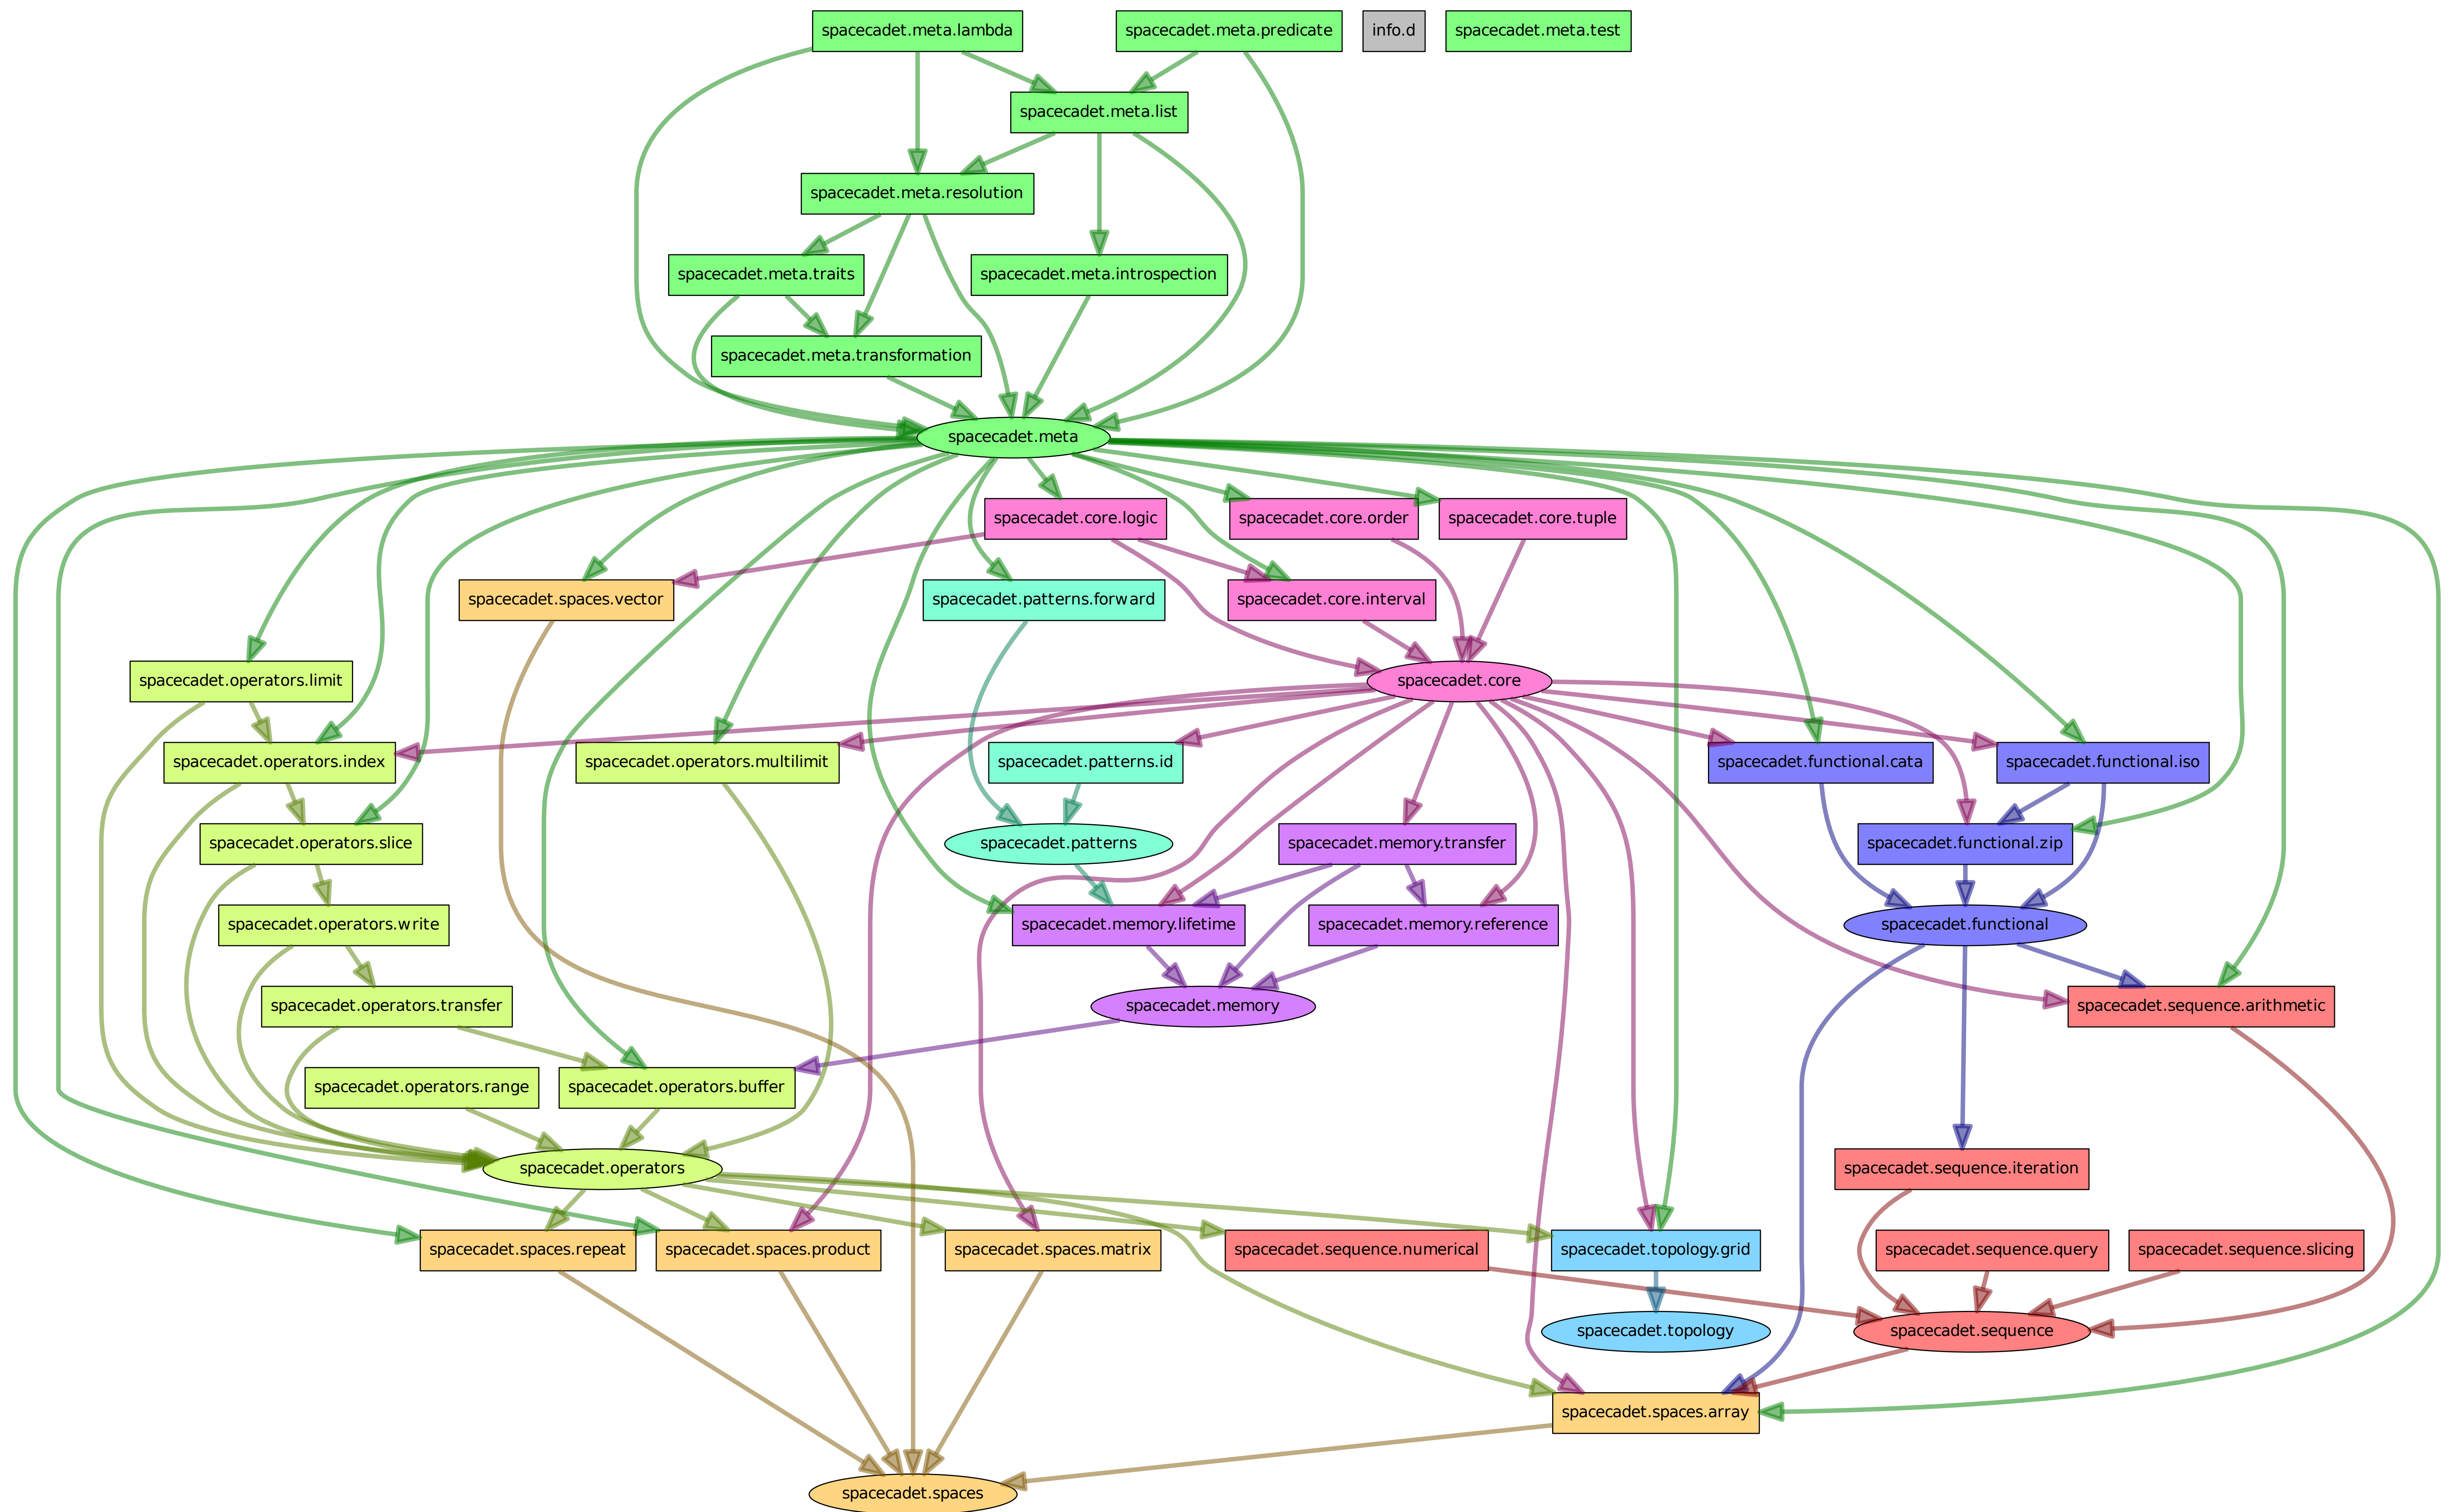 spacecadet.meta.lambda
spacecadet.meta.predicate
info.d
spacecadet.meta.test
spacecadet.meta.list
spacecadet.meta.resolution
spacecadet.meta.traits
spacecadet.meta.introspection
spacecadet.meta.transformation
spacecadet.meta
spacecadet.core.logic
spacecadet.core.order
spacecadet.core.tuple
spacecadet.spaces.vector
spacecadet.patterns.forward
spacecadet.core.interval
spacecadet.operators.limit
spacecadet.core
spacecadet.operators.index
spacecadet.operators.multilimit
spacecadet.patterns.id
spacecadet.functional.cata
spacecadet.functional.iso
spacecadet.operators.slice
spacecadet.patterns
spacecadet.memory.transfer
spacecadet.functional.zip
spacecadet.operators.write
spacecadet.memory.lifetime
spacecadet.memory.reference
spacecadet.functional
spacecadet.operators.transfer
spacecadet.memory
spacecadet.sequence.arithmetic
spacecadet.operators.range
spacecadet.operators.buffer
spacecadet.operators
spacecadet.sequence.iteration
spacecadet.spaces.repeat
spacecadet.spaces.product
spacecadet.spaces.matrix
spacecadet.sequence.numerical
spacecadet.topology.grid
spacecadet.sequence.query
spacecadet.sequence.slicing
spacecadet.topology
spacecadet.sequence
spacecadet.spaces.array
spacecadet.spaces